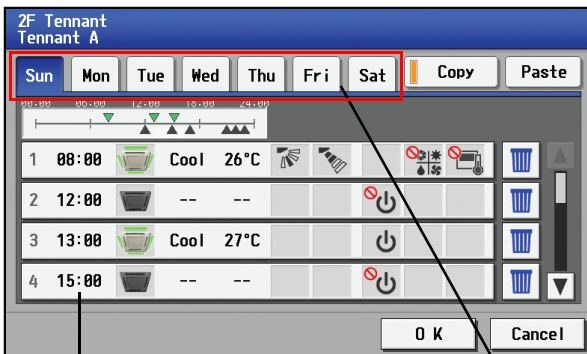 2F Tennant
Tennant A
Sun Mon Tue Wed Thu Fri Sat Copy Paste
00:00 06:00 12:00 18:00 24:00
1 08:00 Cool 26°C
2 12:00 -- --
3 13:00 Cool 27°C
4 15:00 -- --
OK Cancel